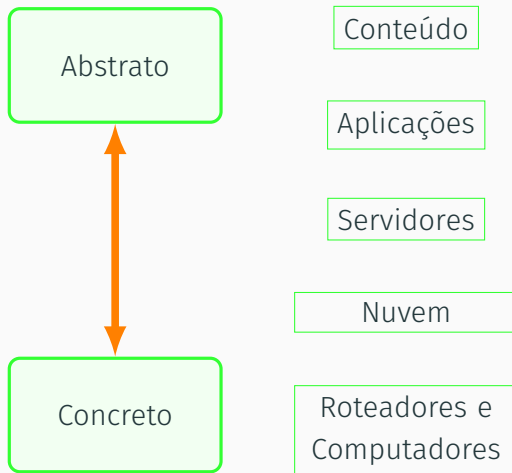 Abstrato
Concreto
Conteúdo
Aplicações
Servidores
Nuvem
Roteadores e
Computadores